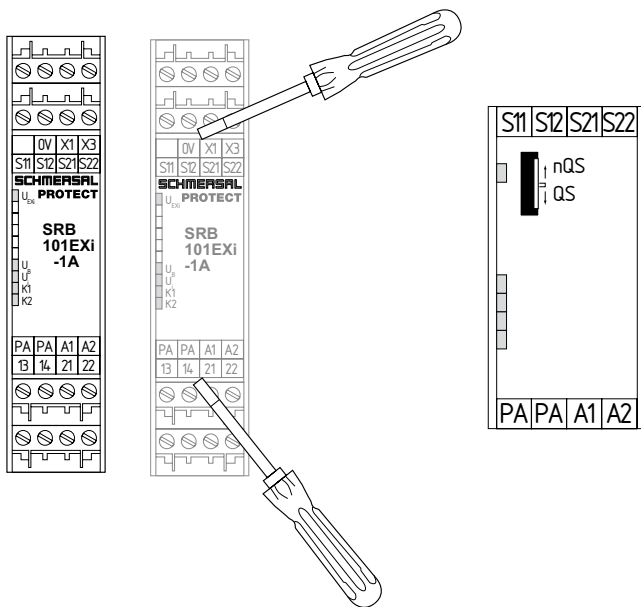 0V X1 X3
S11 S12 S21 S22
SCHMERSAL
PROTECT
UEXi
SRB
101EXi
-1A
UB
Ui
K1
K2
PA PA A1 A2
13 14 21 22
0V X1 X3
S11 S12 S21 S22
SCHMERSAL
PROTECT
UEXi
SRB
101EXi
-1A
UB
Ui
K1
K2
PA PA A1 A2
13 14 21 22
S11 S12 S21 S22
nQS
QS
PA PA A1 A2